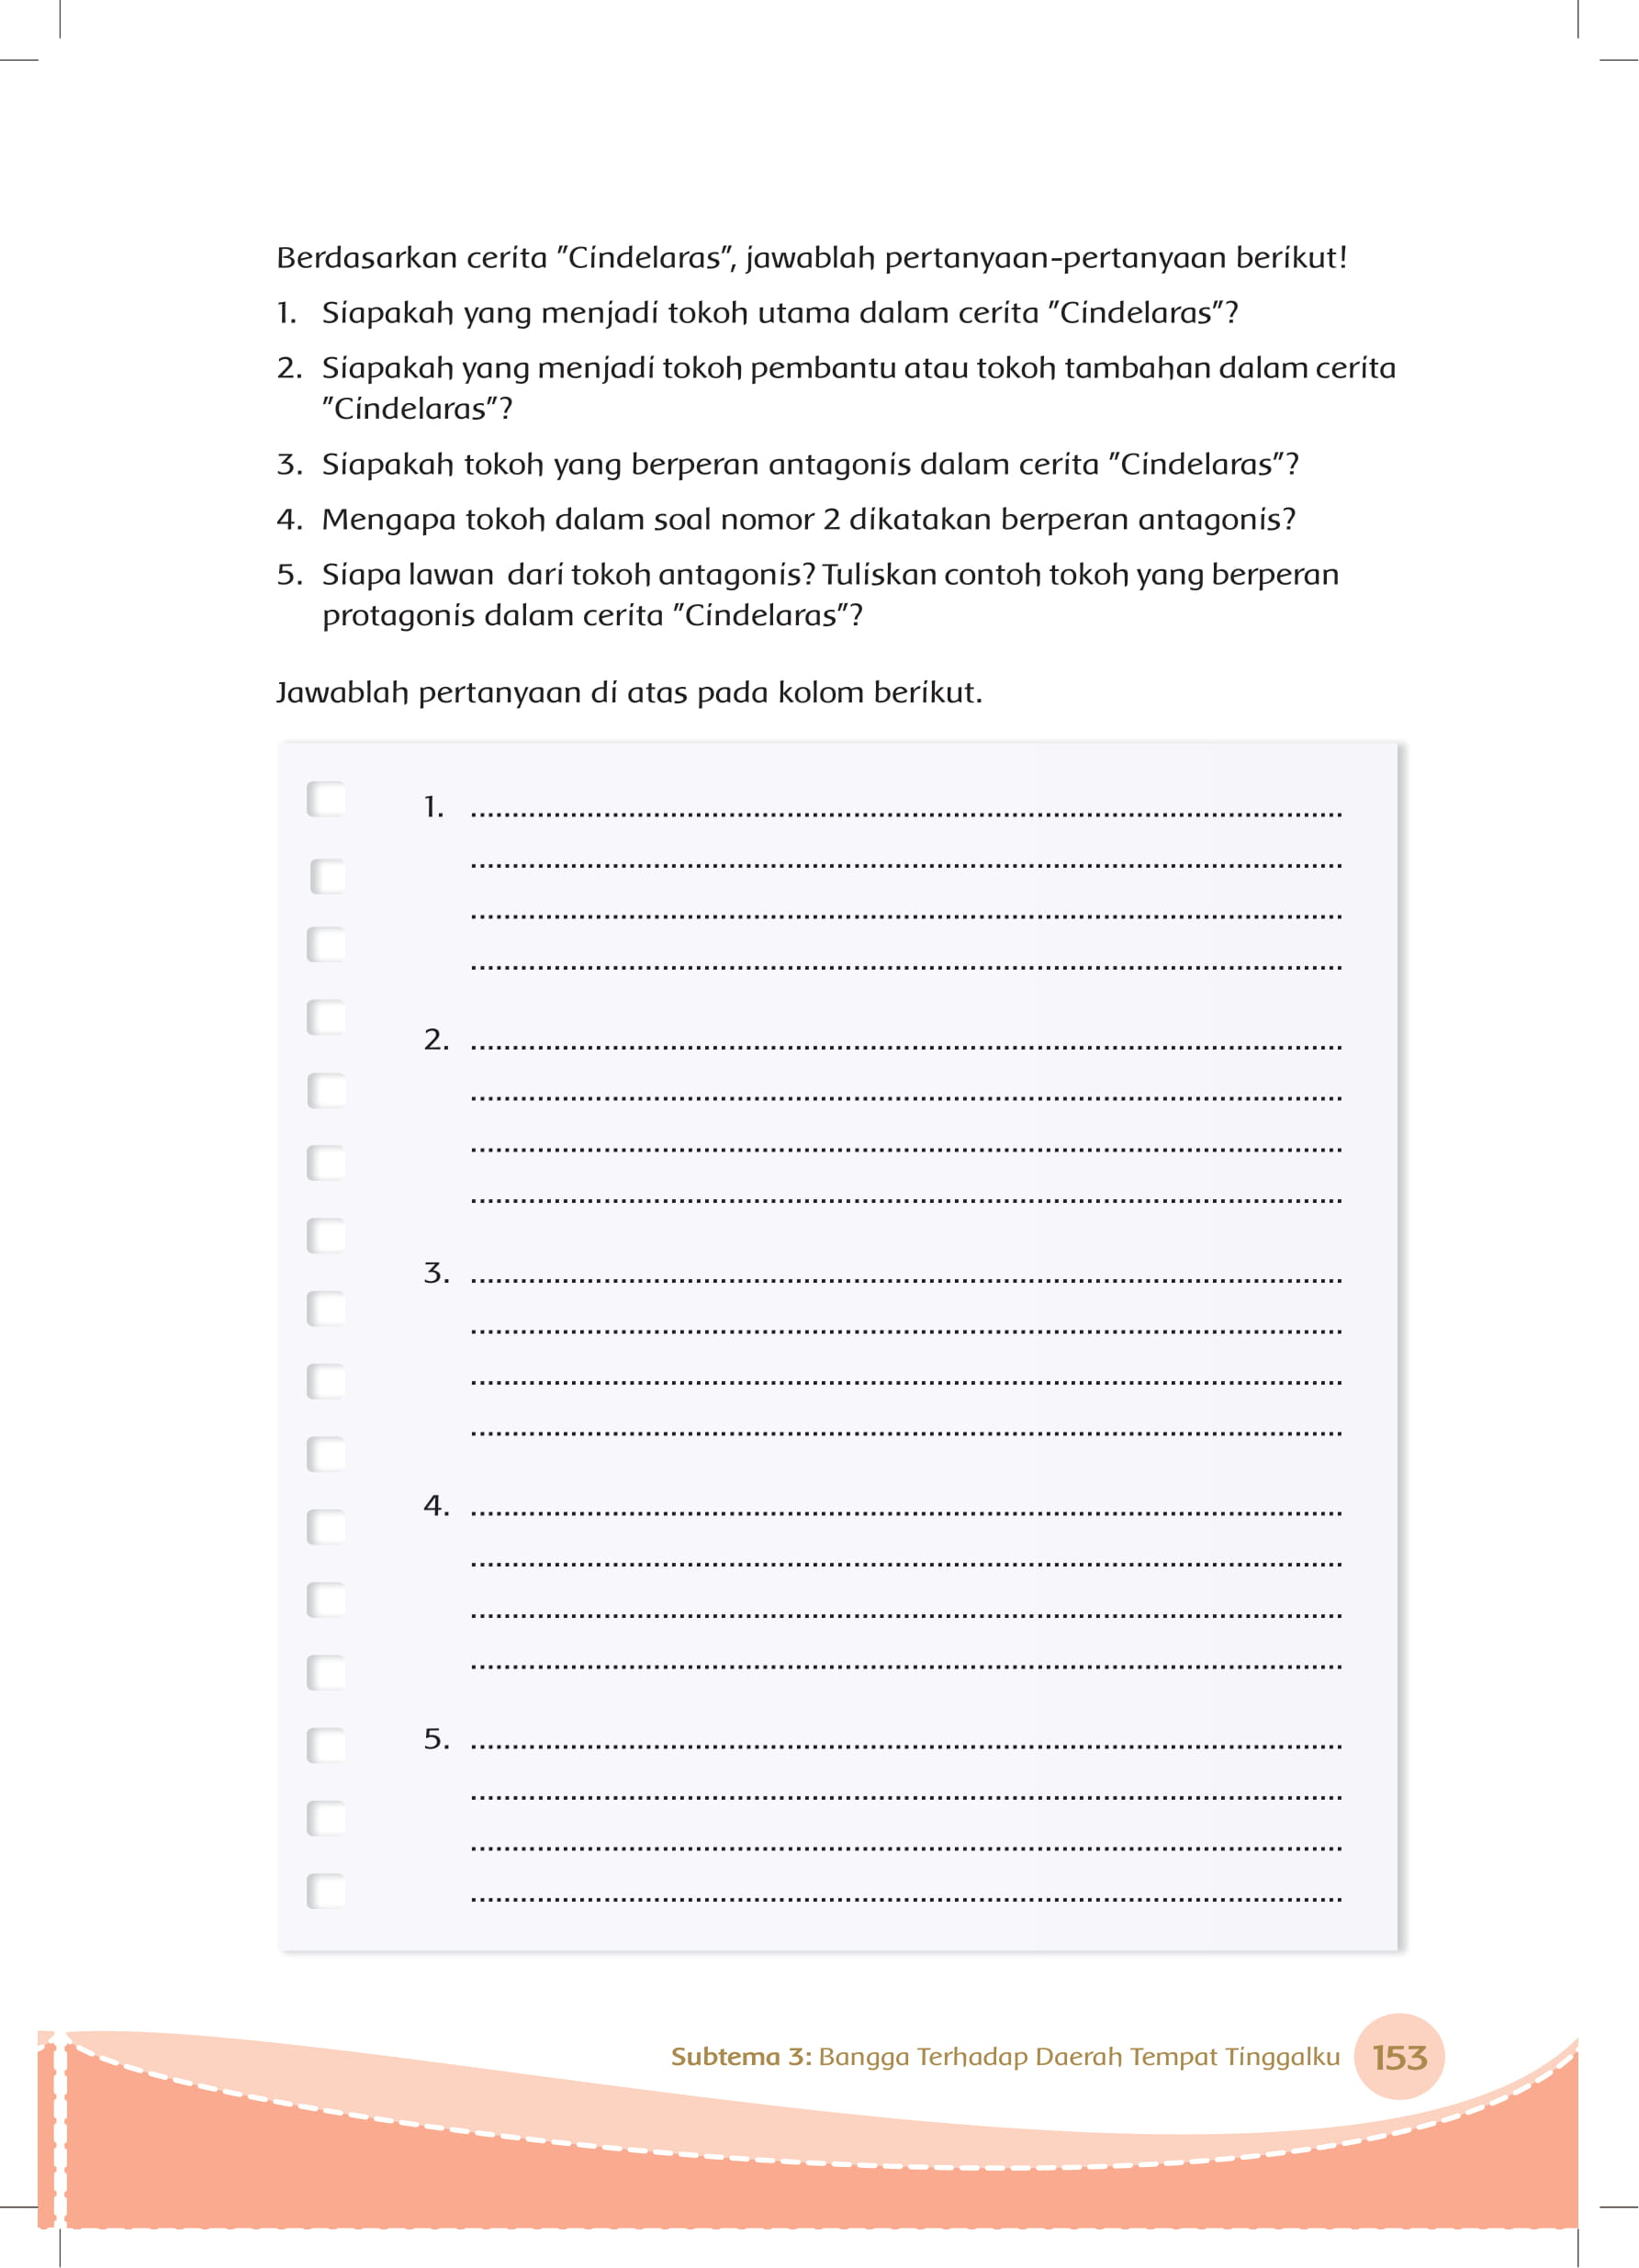 Berdasarkan cerita "Cindelaras", jawablah pertanyaan-pertanyaan berikut!
1. Siapakah yang menjadi tokoh utama dalam cerita "Cindelaras"?
2. Siapakah yang menjadi tokoh pembantu atau tokoh tambahan dalam cerita
"Cindelaras"?
3. Siapakah tokoh yang berperan antagonis dalam cerita "Cindelaras"?
4. Mengapa tokoh dalam soal nomor 2 dikatakan berperan antagonis?
5. Siapa lawan dari tokoh antagonis? Tuliskan contoh tokoh yang berperan
protagonis dalam cerita "Cindelaras"?
Jawablah pertanyaan di atas pada kolom berikut.
1.
2.
3.
4.
5.
Subtema 3: Bangga Terhadap Daerah Tempat Tinggalku 153